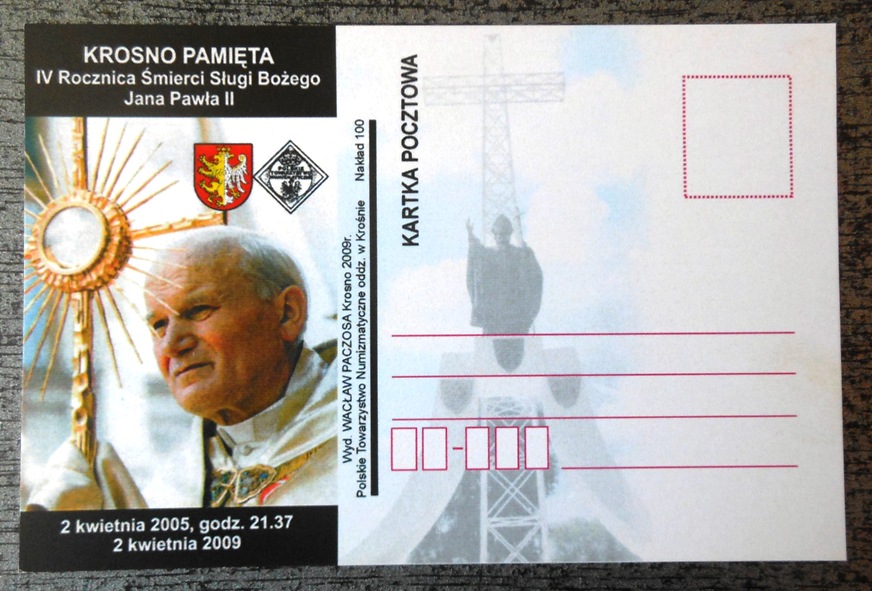 KROSNO PAMIĘTA
IV Rocznica Śmierci Sługi Bożego
Jana Pawła II
2 kwietnia 2005, godz. 21.37
2 kwietnia 2009
Wyd. WACŁAW PACZOSA Krosno 2009r.
Polskie Towarzystwo Numizmatyczne oddz. w Krośnie Nakład 100
KARTKA POCZTOWA